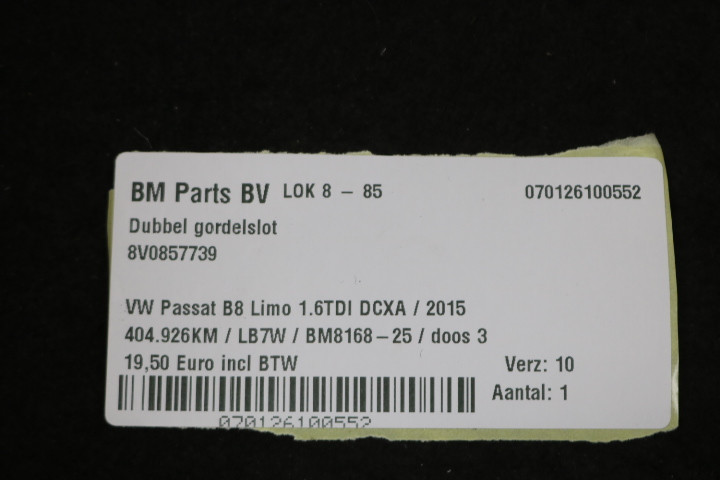 BM Parts BV LOK 8 – 85 070126100552
Dubbel gordelslot
8V0857739
VW Passat B8 Limo 1.6TDI DCXA / 2015
404.926KM / LB7W / BM8168–25 / doos 3
19,50 Euro incl BTW Verz: 10
Aantal: 1
070126100552